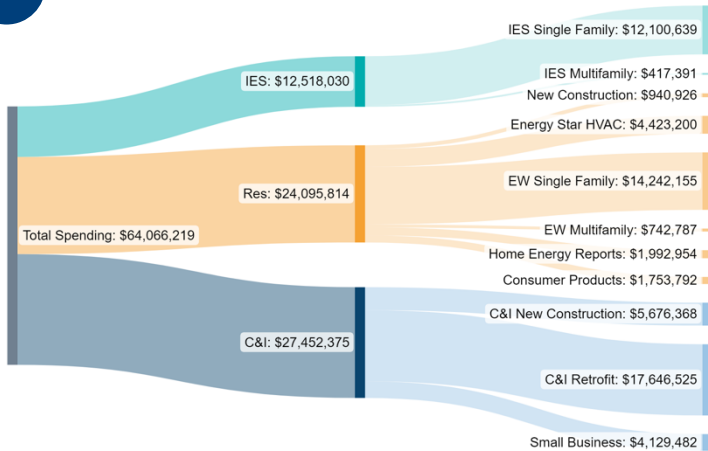 IES Single Family: $12,100,639
IES: $12,518,030
IES Multifamily: $417,391
New Construction: $940,926
Energy Star HVAC: $4,423,200
EW Single Family: $14,242,155
Res: $24,095,814
Total Spending: $64,066,219
EW Multifamily: $742,787
Home Energy Reports: $1,992,954
Consumer Products: $1,753,792
C&I New Construction: $5,676,368
C&I: $27,452,375
C&I Retrofit: $17,646,525
Small Business: $4,129,482